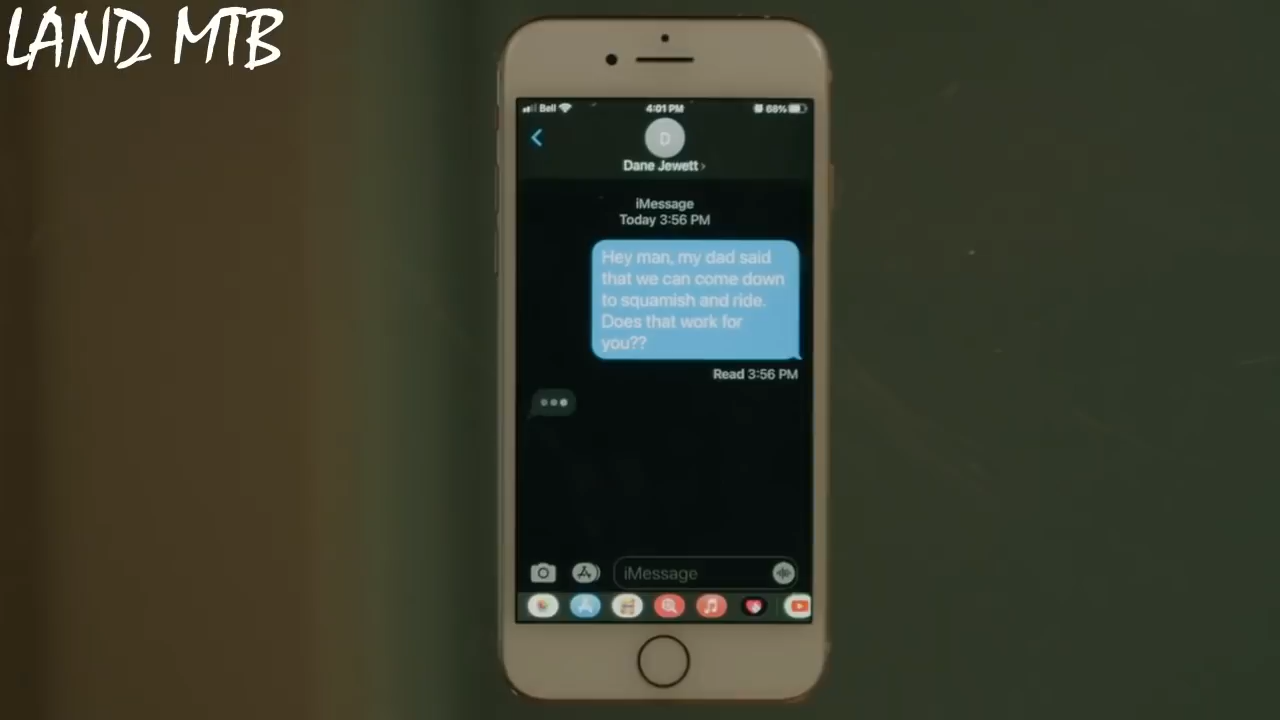 LAND MTB
Bell 4:01 PM 68%
D
Dane Jewett ›
iMessage
Today 3:56 PM
Hey man, my dad said
that we can come down
to squamish and ride.
Does that work for
you??
Read 3:56 PM
iMessage